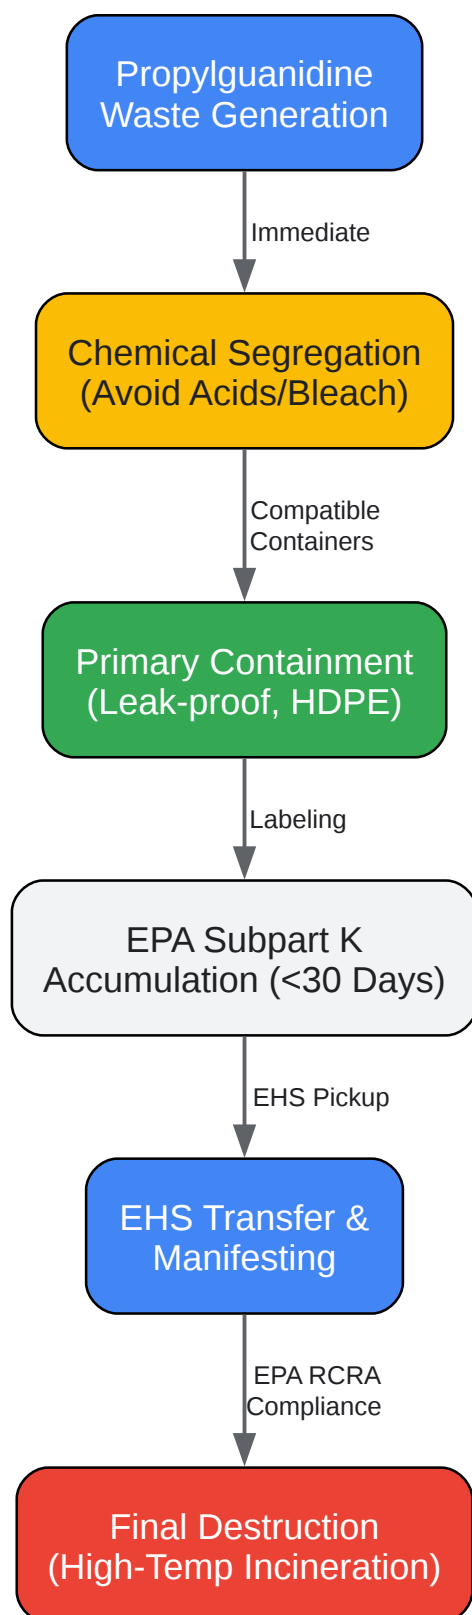 Propylguanidine
Waste Generation
Immediate
Chemical Segregation
(Avoid Acids/Bleach)
Compatible
Containers
Primary Containment
(Leak-proof, HDPE)
Labeling
EPA Subpart K
Accumulation (<30 Days)
EHS Pickup
EHS Transfer &
Manifesting
EPA RCRA
Compliance
Final Destruction
(High-Temp Incineration)